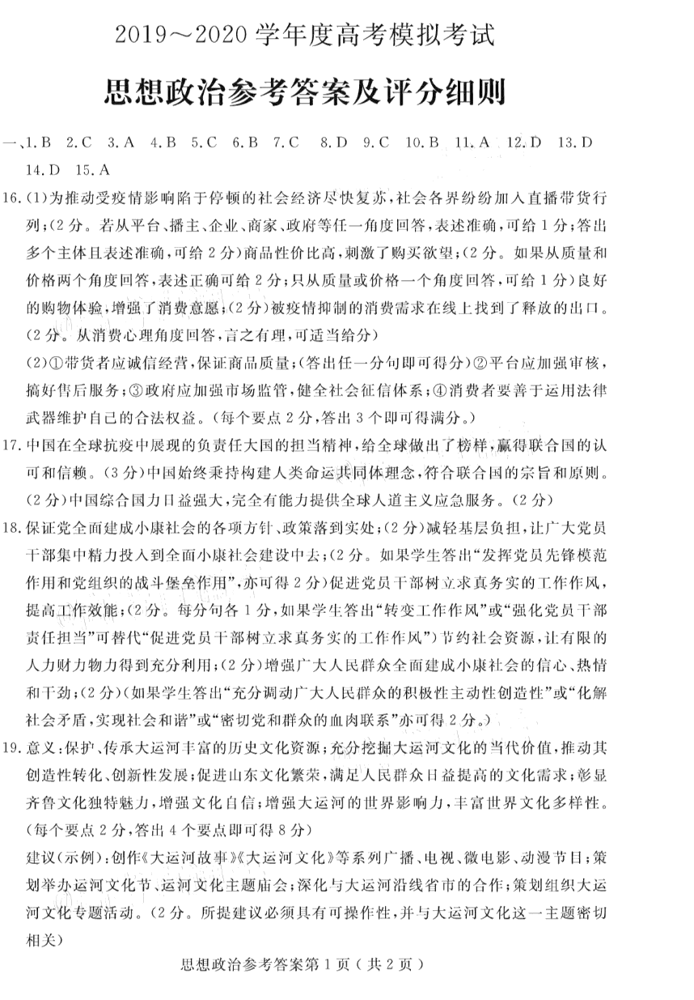 2019～2020 学年度高考模拟考试
思想政治参考答案及评分细则
一、1. B 2. C 3. A 4. B 5. C 6. B 7. C 8. D 9. C 10. B 11. A 12. D 13. D
14. D 15. A
16. (1)为推动受疫情影响陷于停顿的社会经济尽快复苏,社会各界纷纷加入直播带货行
列;(2 分。若从平台、播主、企业、商家、政府等任一角度回答,表述准确,可给 1 分;答出
多个主体且表述准确,可给 2 分)商品性价比高,刺激了购买欲望;(2 分。如果从质量和
价格两个角度回答,表述正确可给 2 分;只从质量或价格一个角度回答,可给 1 分)良好
的购物体验,增强了消费意愿;(2 分)被疫情抑制的消费需求在线上找到了释放的出口。
(2 分。从消费心理角度回答,言之有理,可适当给分)
(2)①带货者应诚信经营,保证商品质量;(答出任一分句即可得分)②平台应加强审核,
搞好售后服务;③政府应加强市场监管,健全社会征信体系;④消费者要善于运用法律
武器维护自己的合法权益。(每个要点 2 分,答出 3 个即可得满分。)
17. 中国在全球抗疫中展现的负责任大国的担当精神,给全球做出了榜样,赢得联合国的认
可和信赖。(3 分)中国始终秉持构建人类命运共同体理念,符合联合国的宗旨和原则。
(2 分)中国综合国力日益强大,完全有能力提供全球人道主义应急服务。(2 分)
18. 保证党全面建成小康社会的各项方针、政策落到实处;(2 分)减轻基层负担,让广大党员
干部集中精力投入到全面小康社会建设中去;(2 分。如果学生答出“发挥党员先锋模范
作用和党组织的战斗堡垒作用”,亦可得 2 分)促进党员干部树立求真务实的工作作风,
提高工作效能;(2 分。每分句各 1 分,如果学生答出“转变工作作风”或“强化党员干部
责任担当”可替代“促进党员干部树立求真务实的工作作风”)节约社会资源,让有限的
人力财力物力得到充分利用;(2 分)增强广大人民群众全面建成小康社会的信心、热情
和干劲;(2 分)(如果学生答出“充分调动广大人民群众的积极性主动性创造性”或“化解
社会矛盾,实现社会和谐”或“密切党和群众的血肉联系”亦可得 2 分。)
19. 意义:保护、传承大运河丰富的历史文化资源;充分挖掘大运河文化的当代价值,推动其
创造性转化、创新性发展;促进山东文化繁荣,满足人民群众日益提高的文化需求;彰显
齐鲁文化独特魅力,增强文化自信;增强大运河的世界影响力,丰富世界文化多样性。
(每个要点 2 分,答出 4 个要点即可得 8 分)
建议(示例):创作《大运河故事》《大运河文化》等系列广播、电视、微电影、动漫节目;策
划举办运河文化节、运河文化主题庙会;深化与大运河沿线省市的合作;策划组织大运
河文化专题活动。(2 分。所提建议必须具有可操作性,并与大运河文化这一主题密切
相关)
思想政治参考答案第 1 页 ( 共 2 页 )